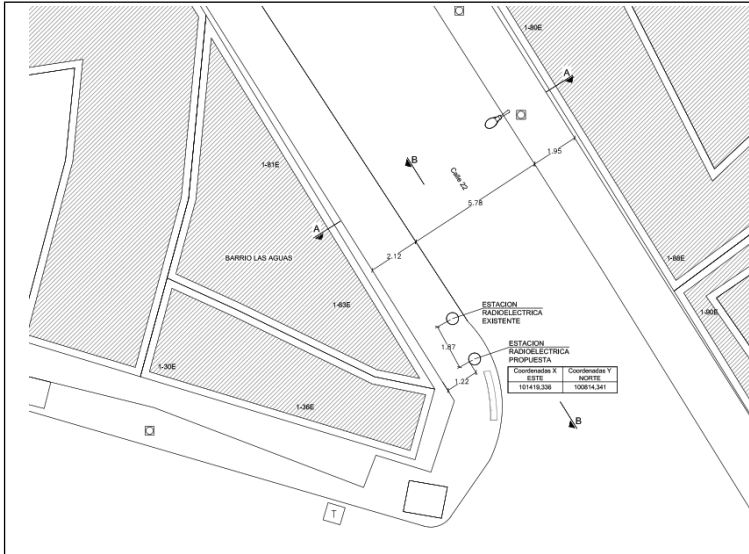 1-80E
A
1.95
B
Calle 22
5.78
1-81E
A
2.12
BARRIO LAS AGUAS
1-88E
1-83E
1-90E
ESTACION
RADIOELECTRICA
EXISTENTE
1.87
ESTACION
RADIOELECTRICA
PROPUESTA
1-30E
1.22
Coordenadas X
ESTE
Coordenadas Y
NORTE
101419,336
100814,341
1-36E
B
T